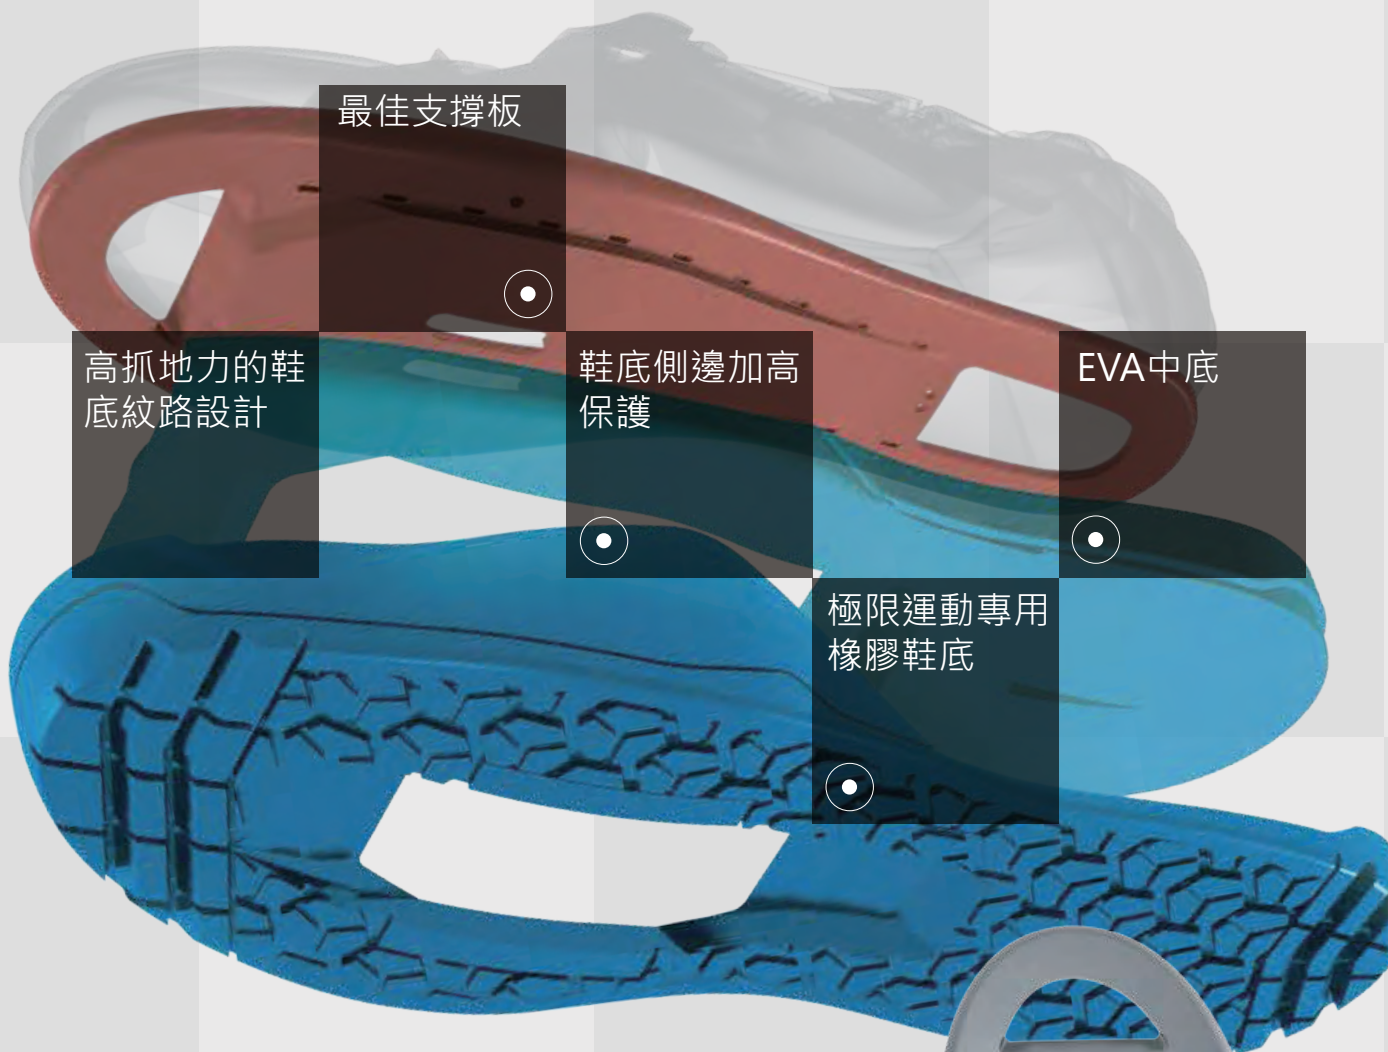 最佳支撐板
高抓地力的鞋
底紋路設計
鞋底側邊加高
保護
EVA中底
極限運動專用
橡膠鞋底